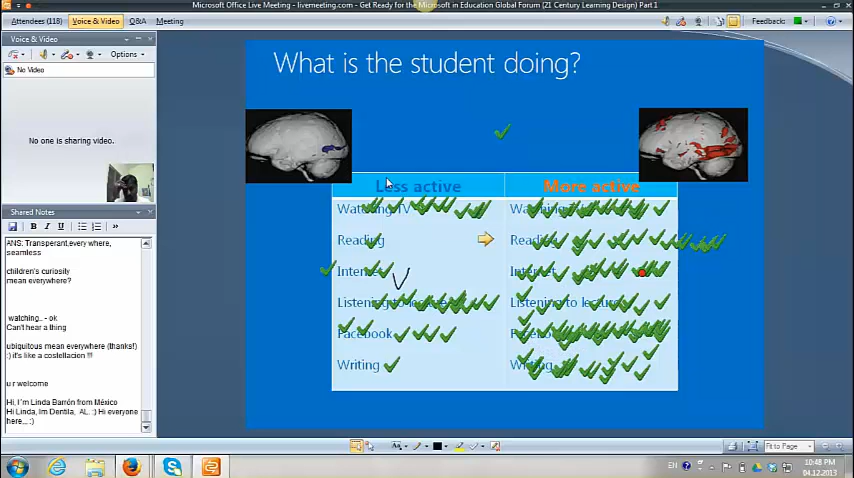 Microsoft Office Live Meeting - livemeeting.com - Get Ready for the Microsoft in Education Global Forum (21 Century Learning Design) Part 1
Attendees (118) Voice & Video Q&A Meeting
Feedback:
Voice & Video
Options
No Video
No one is sharing video.
Shared Notes
B I U
ANS: Transperant,every where,
seamless
children's curiosity
mean everywhere?
watching.. - ok
Can't hear a thing
ubiquitous mean everywhere (thanks!)
:) it's like a costellacion !!!
u r welcome
Hi, I´m Linda Barrón from México
Hi Linda, Im Dentila, AL. :) Hi everyone
here,,, :)
What is the student doing?
Less active More active
Watching TV Watching
Reading Reading
Internet Internet
Listening to lecture Listening to lecture
Facebook Facebook
Writing Writing
Fit to Page
EN
10:48 PM
04.12.2013